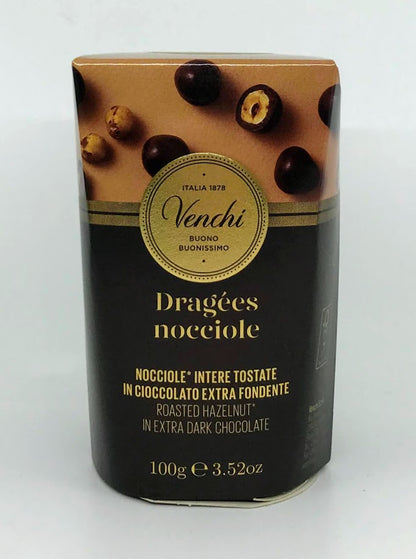 ITALIA 1878
Venchi
BUONO
BUONISSIMO
Dragées
nocciole
NOCCIOLE* INTERE TOSTATE
IN CIOCCOLATO EXTRA FONDENTE
ROASTED HAZELNUT*
IN EXTRA DARK CHOCOLATE
100g ℮ 3.52oz